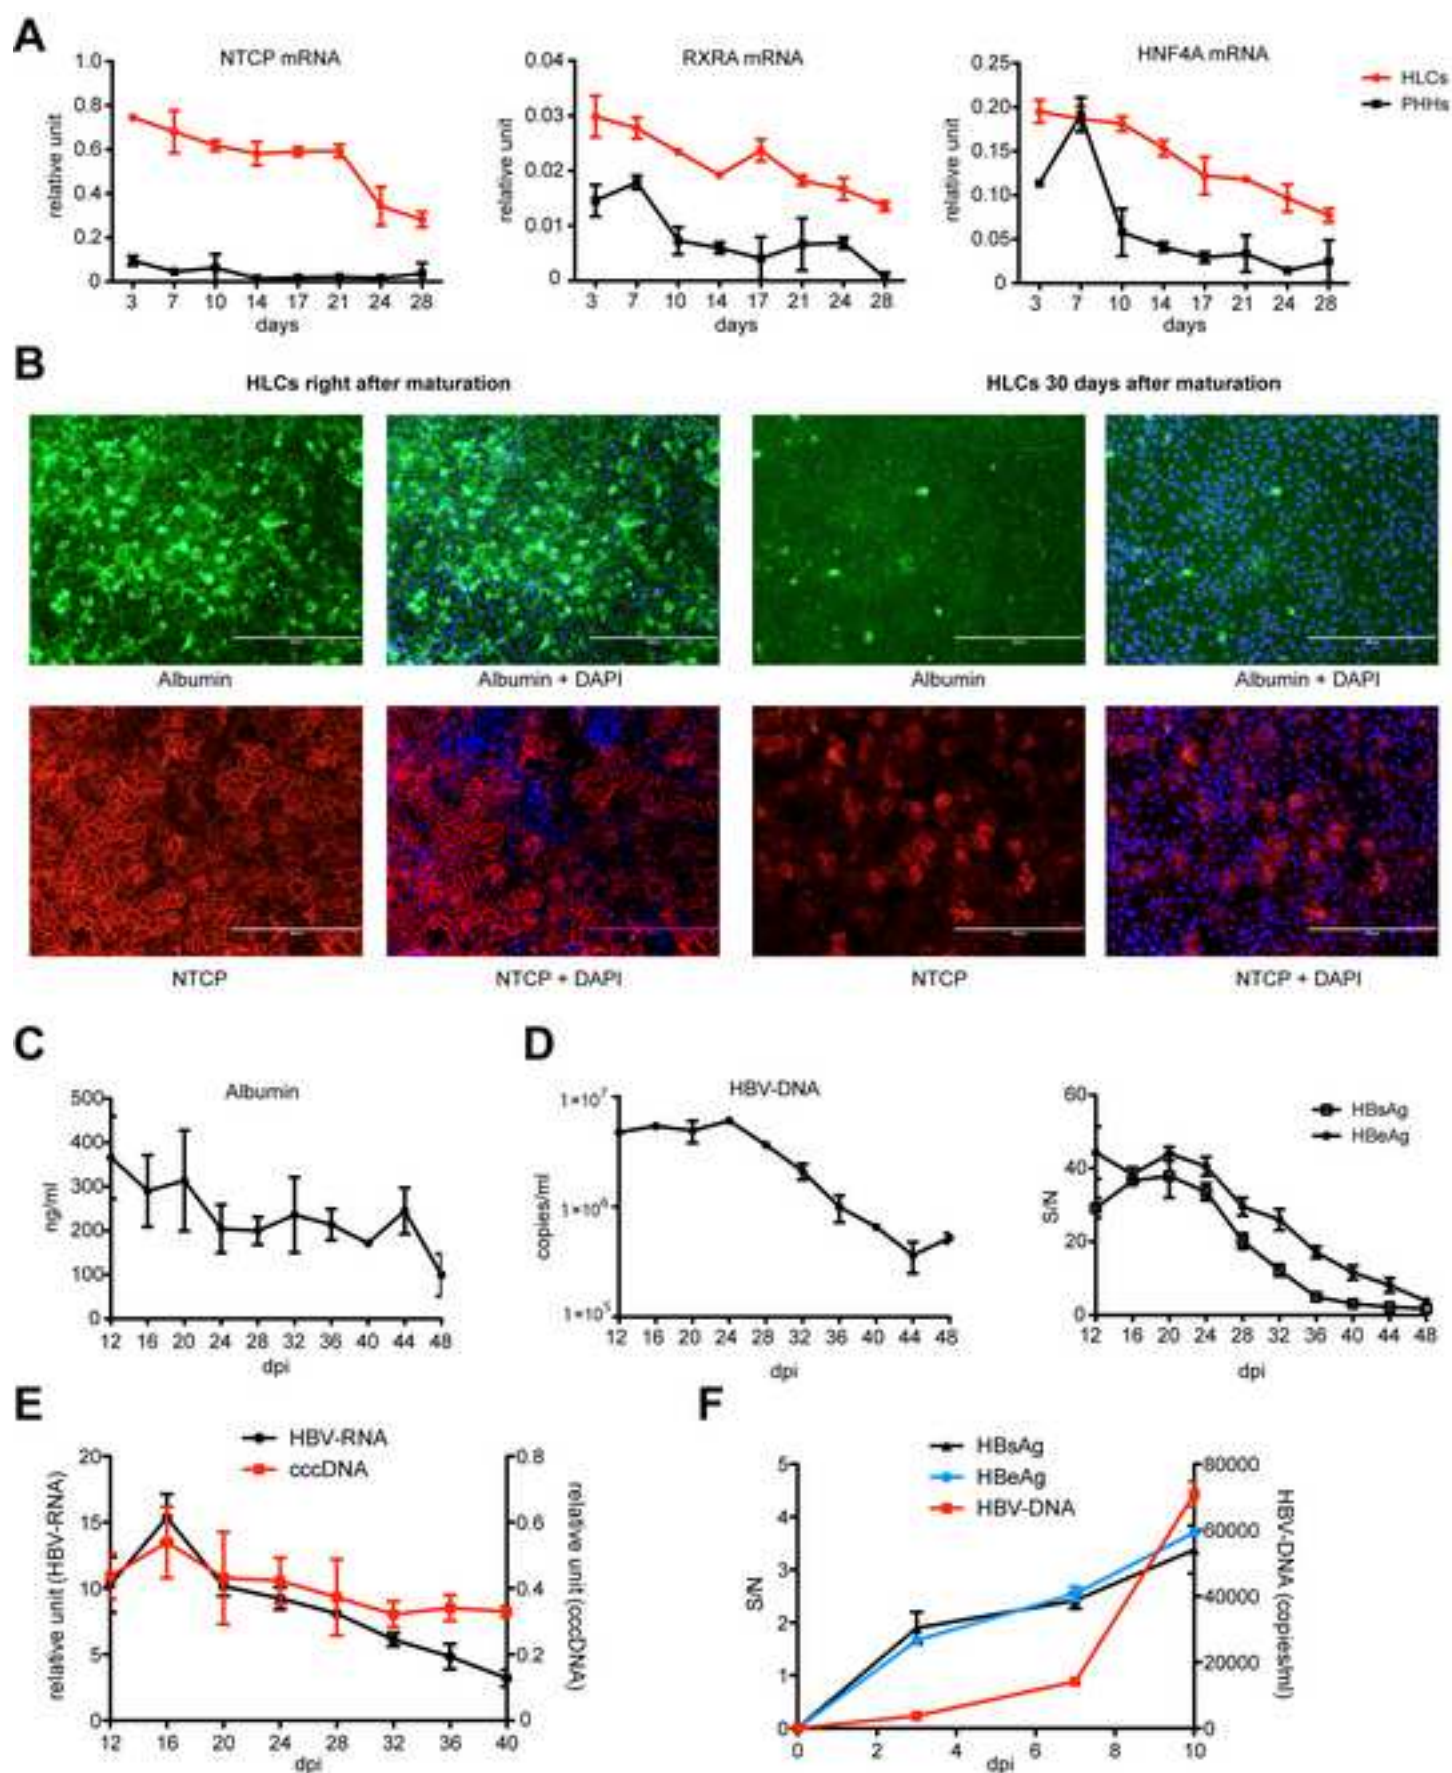 A
NTCP mRNA
RXRA mRNA
HNF4A mRNA
HLCs
PHHs
relative unit
1.0
0.8
0.6
0.4
0.2
0
3 7 10 14 17 21 24 28
days
relative unit
0.04
0.03
0.02
0.01
0
3 7 10 14 17 21 24 28
days
relative unit
0.25
0.20
0.15
0.10
0.05
0
3 7 10 14 17 21 24 28
days
B
HLCs right after maturation
HLCs 30 days after maturation
Albumin
Albumin + DAPI
Albumin
Albumin + DAPI
NTCP
NTCP + DAPI
NTCP
NTCP + DAPI
C
Albumin
ng/ml
500
400
300
200
100
0
12 16 20 24 28 32 36 40 44 48
dpi
D
HBV-DNA
copies/ml
1×10⁷
1×10⁶
1×10⁵
12 16 20 24 28 32 36 40 44 48
dpi
HBsAg
HBeAg
S/N
60
40
20
0
12 16 20 24 28 32 36 40 44 48
dpi
E
HBV-RNA
cccDNA
relative unit (HBV-RNA)
20
15
10
5
0
0.8
0.6
0.4
0.2
0
relative unit (cccDNA)
12 16 20 24 28 32 36 40
dpi
F
HBsAg
HBeAg
HBV-DNA
S/N
5
4
3
2
1
0
80000
60000
40000
20000
0
HBV-DNA (copies/ml)
0 2 4 6 8 10
dpi